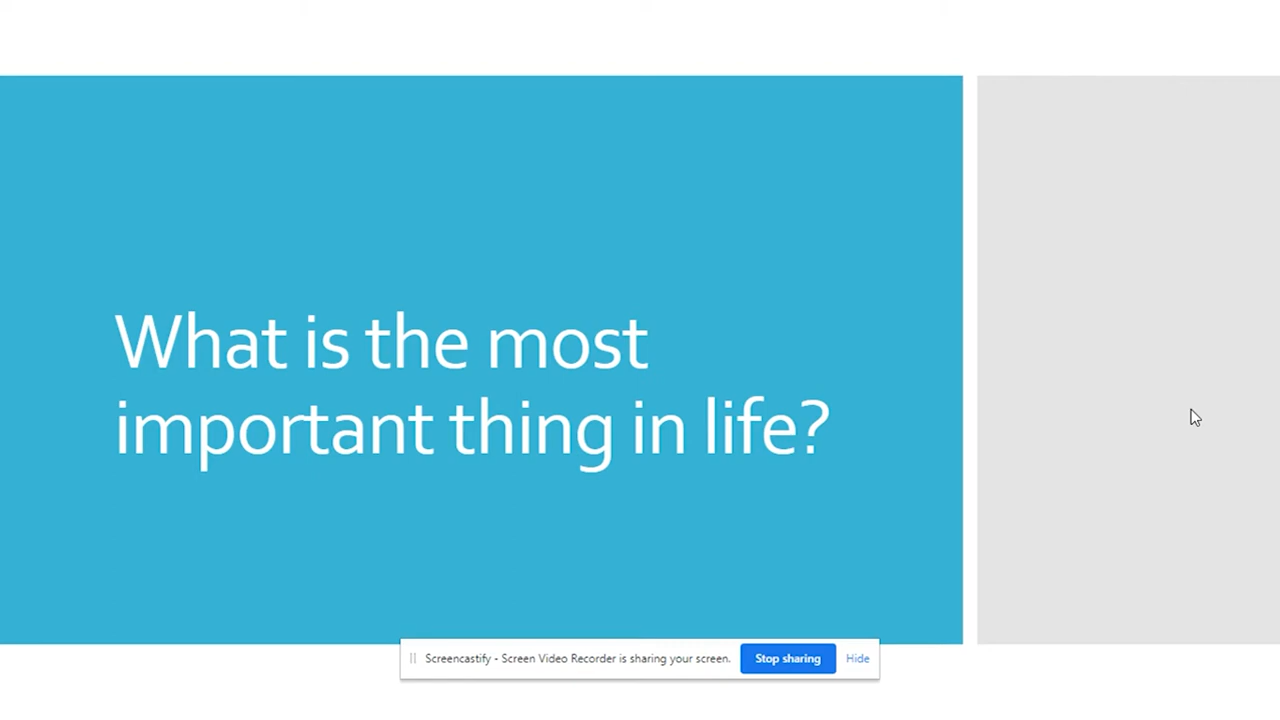 What is the most
important thing in life?
Screencastify - Screen Video Recorder is sharing your screen. Stop sharing Hide